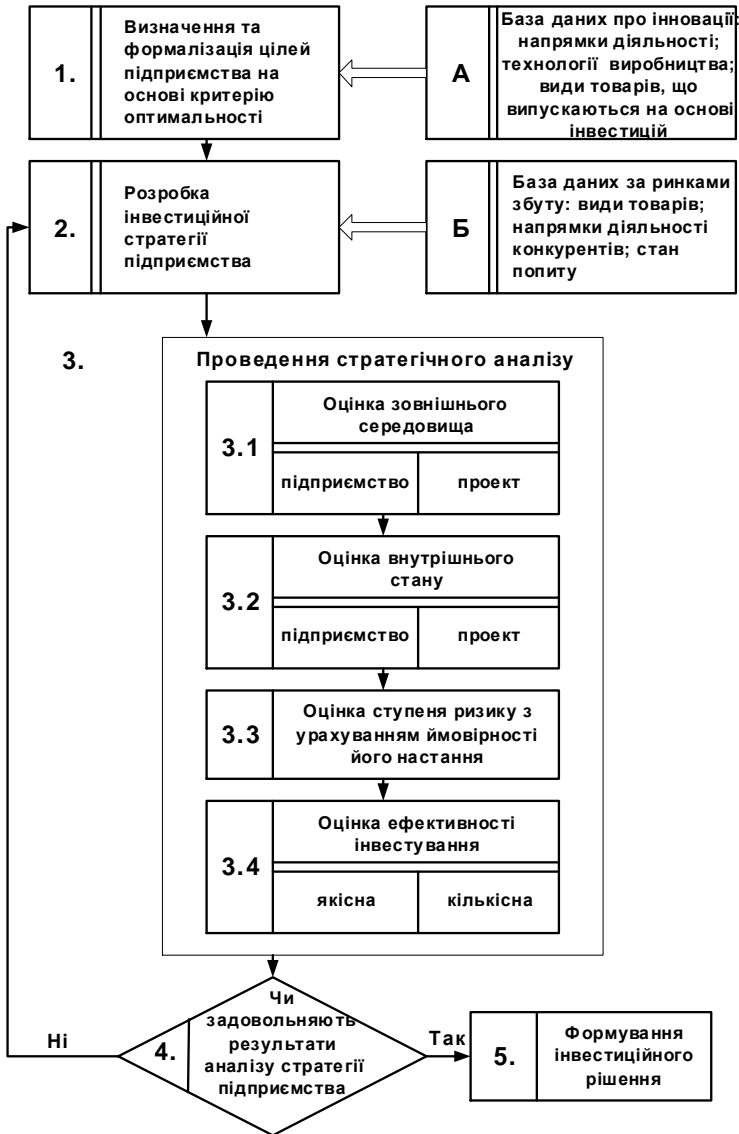 1.
Визначення та
формалізація цілей
підприємства на
основі критерію
оптимальності
А
База даних про інновації:
напрямки діяльності;
технології виробництва;
види товарів, що
випускаються на основі
інвестицій
2.
Розробка
інвестиційної
стратегії
підприємства
Б
База даних за ринками
збуту: види товарів;
напрямки діяльності
конкурентів; стан
попиту
3.
Проведення стратегічного аналізу
3.1
Оцінка зовнішнього
середовища
підприємство
проект
3.2
Оцінка внутрішнього
стану
підприємство
проект
3.3
Оцінка ступеня ризику з
урахуванням ймовірності
його настання
3.4
Оцінка ефективності
інвестування
якісна
кількісна
Ні
4.
Чи
задовольняють
результати
аналізу стратегії
підприємства
Так
5.
Формування
інвестиційного
рішення